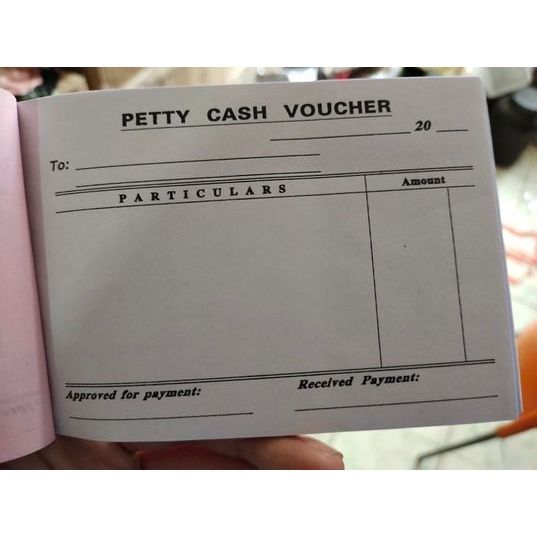 PETTY CASH VOUCHER
20
To:
PARTICULARS Amount
Approved for payment: Received Payment: